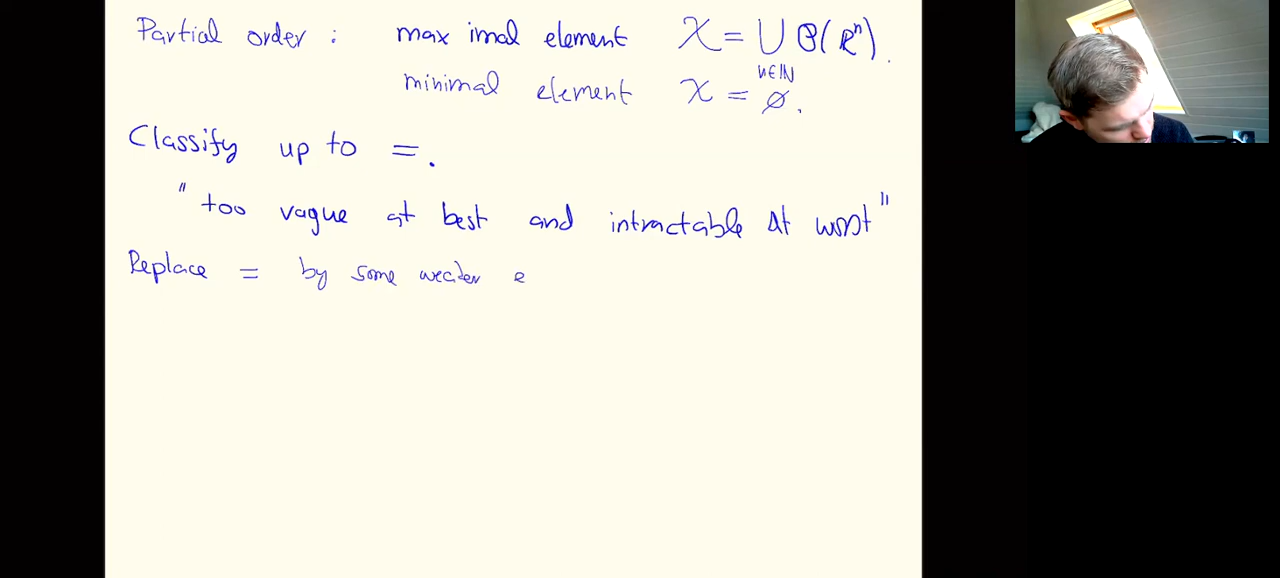 Partial order : maximal element X = ⋃ P(ℝⁿ).
n∈ℕ
minimal element X = ∅.
Classify up to =.
"too vague at best and intractable at worst"
Replace = by some weaker e